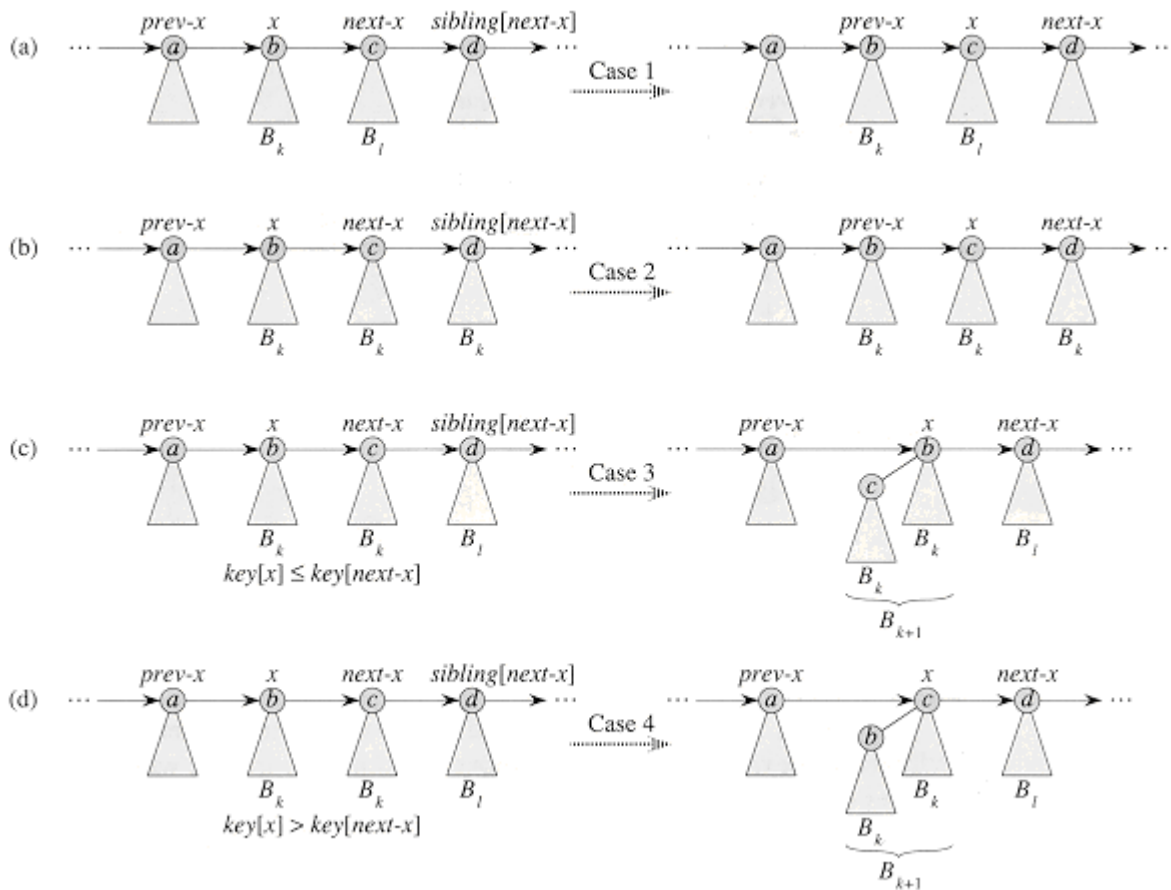 prev-x x next-x sibling[next-x] prev-x x next-x
(a) ··· a b c d ··· Case 1 ··· a b c d ···
B_k B_l B_k B_l
prev-x x next-x sibling[next-x] prev-x x next-x
(b) ··· a b c d ··· Case 2 ··· a b c d ···
B_k B_k B_k B_k B_k B_k
prev-x x next-x sibling[next-x] prev-x x next-x
(c) ··· a b c d ··· Case 3 ··· a b d ···
c
B_k B_k B_l B_k B_l
key[x] ≤ key[next-x] B_k
B_{k+1}
prev-x x next-x sibling[next-x] prev-x x next-x
(d) ··· a b c d ··· Case 4 ··· a c d ···
b
B_k B_k B_l B_k B_l
key[x] > key[next-x] B_k
B_{k+1}